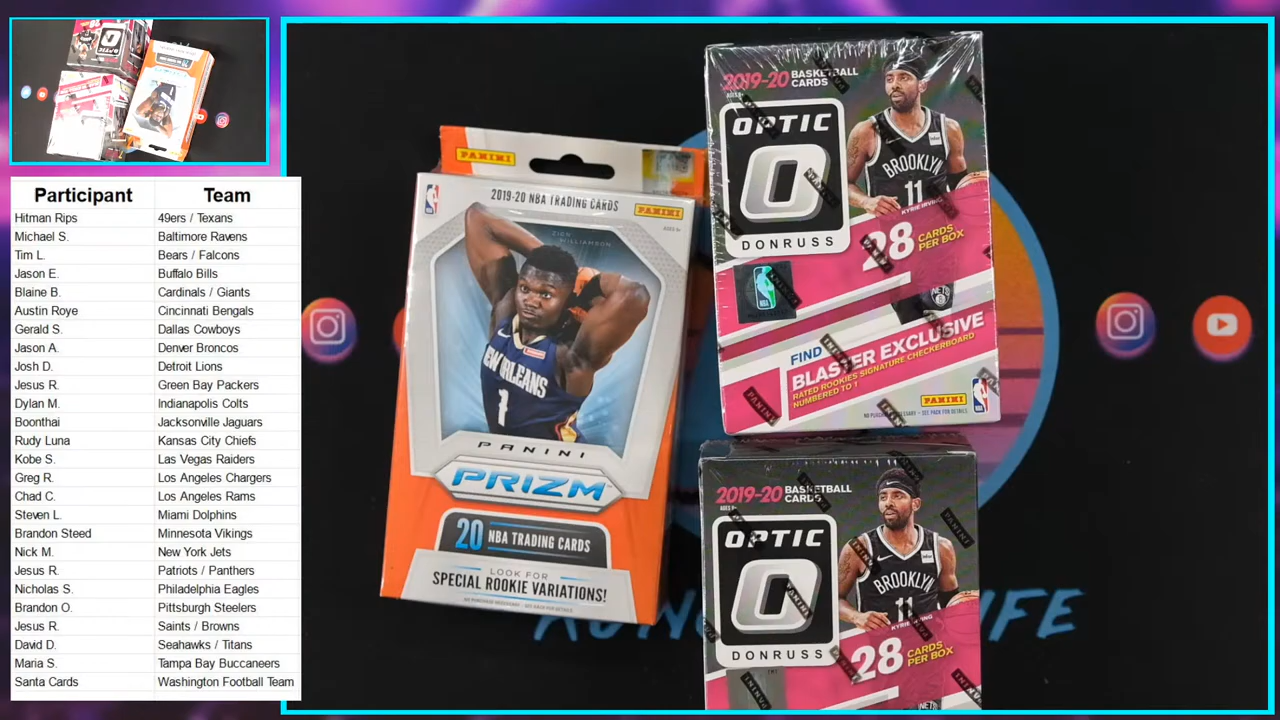 Participant Team
Hitman Rips 49ers / Texans
Michael S. Baltimore Ravens
Tim L. Bears / Falcons
Jason E. Buffalo Bills
Blaine B. Cardinals / Giants
Austin Roye Cincinnati Bengals
Gerald S. Dallas Cowboys
Jason A. Denver Broncos
Josh D. Detroit Lions
Jesus R. Green Bay Packers
Dylan M. Indianapolis Colts
Boonthai Jacksonville Jaguars
Rudy Luna Kansas City Chiefs
Kobe S. Las Vegas Raiders
Greg R. Los Angeles Chargers
Chad C. Los Angeles Rams
Steven L. Miami Dolphins
Brandon Steed Minnesota Vikings
Nick M. New York Jets
Jesus R. Patriots / Panthers
Nicholas S. Philadelphia Eagles
Brandon O. Pittsburgh Steelers
Jesus R. Saints / Browns
David D. Seahawks / Titans
Maria S. Tampa Bay Buccaneers
Santa Cards Washington Football Team
PANINI
2019-20 NBA TRADING CARDS
PANINI
ZION
WILLIAMSON
NEW ORLEANS
1
PANINI
PRIZM
20 NBA TRADING CARDS
LOOK FOR
SPECIAL ROOKIE VARIATIONS!
2019-20 BASKETBALL
CARDS
OPTIC
DONRUSS
BROOKLYN
11
KYRIE IRVING
28 CARDS
PER BOX
FIND
BLASTER EXCLUSIVE
RATED ROOKIES SIGNATURE CHECKERBOARD
NUMBERED TO 1
PANINI
2019-20 BASKETBALL
CARDS
OPTIC
DONRUSS
BROOKLYN
11
KYRIE IRVING
28 CARDS
PER BOX